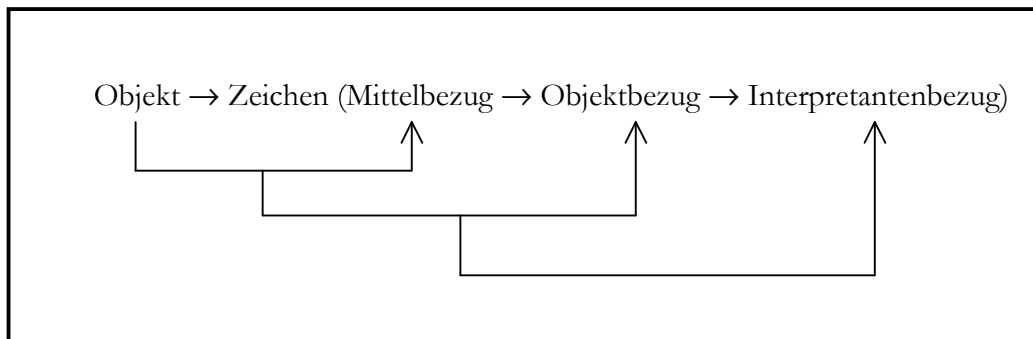 Objekt → Zeichen (Mittelbezug → Objektbezug → Interpretantenbezug)